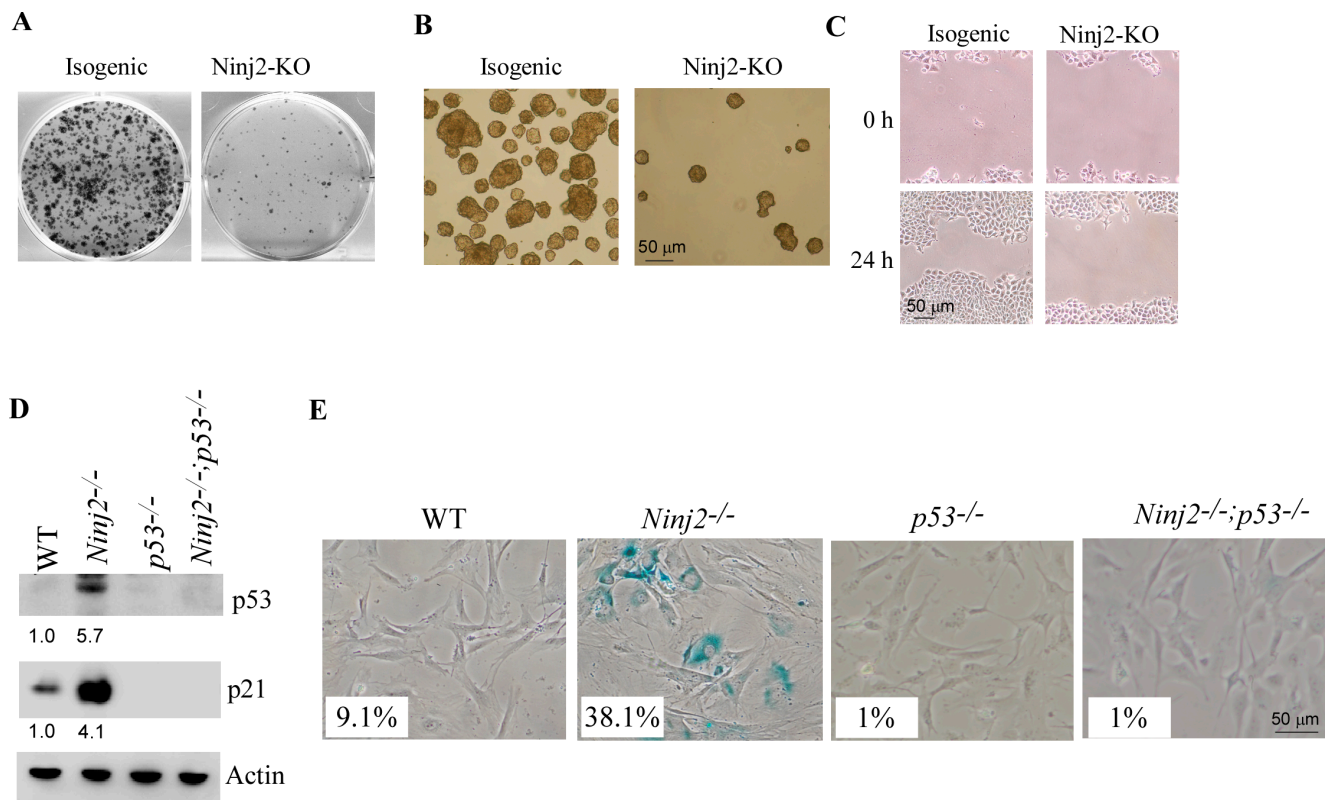 A
Isogenic Ninj2-KO
B
Isogenic Ninj2-KO
50 μm
C
Isogenic Ninj2-KO
0 h
24 h
50 μm
D
WT Ninj2-/- p53-/- Ninj2-/-;p53-/-
p53
1.0 5.7
p21
1.0 4.1
Actin
E
WT Ninj2-/- p53-/- Ninj2-/-;p53-/-
9.1% 38.1% 1% 1%
50 μm